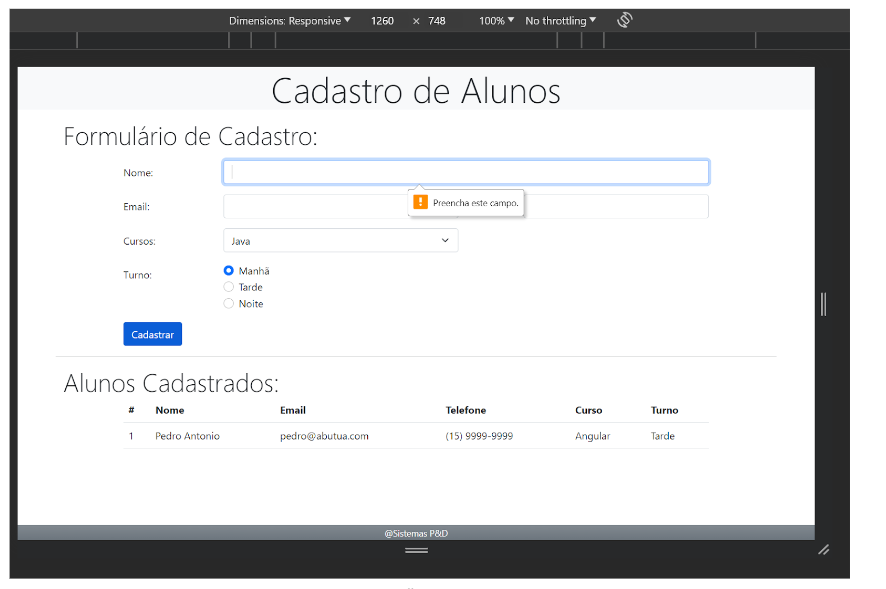 Dimensions: Responsive 1260 × 748 100% No throttling
Cadastro de Alunos
Formulário de Cadastro:
Nome:
Preencha este campo.
Email:
Cursos: Java
Turno: Manhã
Tarde
Noite
Cadastrar
Alunos Cadastrados:
# Nome Email Telefone Curso Turno
1 Pedro Antonio pedro@abutua.com (15) 9999-9999 Angular Tarde
@Sistemas P&D